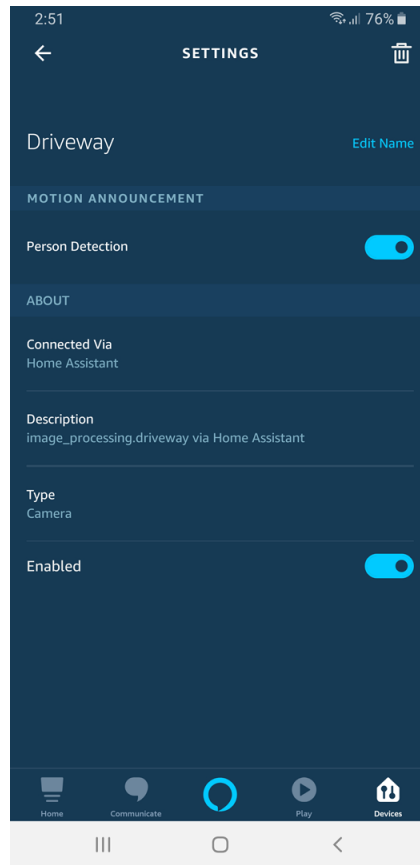 2:51 76%
SETTINGS
Driveway Edit Name
MOTION ANNOUNCEMENT
Person Detection
ABOUT
Connected Via
Home Assistant
Description
image_processing.driveway via Home Assistant
Type
Camera
Enabled
Home Communicate Play Devices